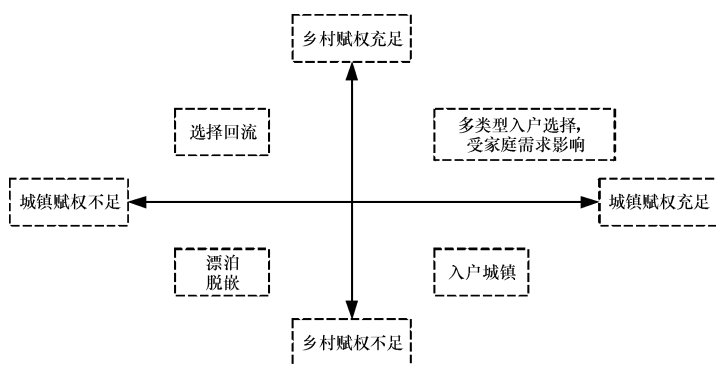 乡村赋权充足
选择回流
多类型入户选择,
受家庭需求影响
城镇赋权不足
城镇赋权充足
漂泊
脱嵌
入户城镇
乡村赋权不足